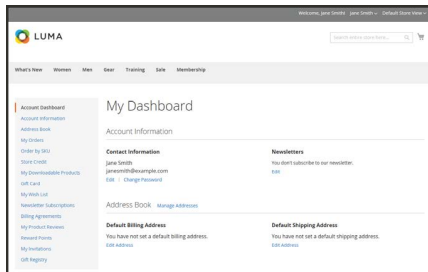 Welcome, Jane Smith! Jane Smith Default Store View
LUMA
Search entire store here...
What's New Women Men Gear Training Sale Membership
Account Dashboard
Account Information
Address Book
My Orders
Order by SKU
Store Credit
My Downloadable Products
Gift Card
My Wish List
Newsletter Subscriptions
Billing Agreements
My Product Reviews
Reward Points
My Invitations
Gift Registry
My Dashboard
Account Information
Contact Information
Jane Smith
janesmith@example.com
Edit | Change Password
Newsletters
You don't subscribe to our newsletter.
Edit
Address Book Manage Addresses
Default Billing Address
You have not set a default billing address.
Edit Address
Default Shipping Address
You have not set a default shipping address.
Edit Address